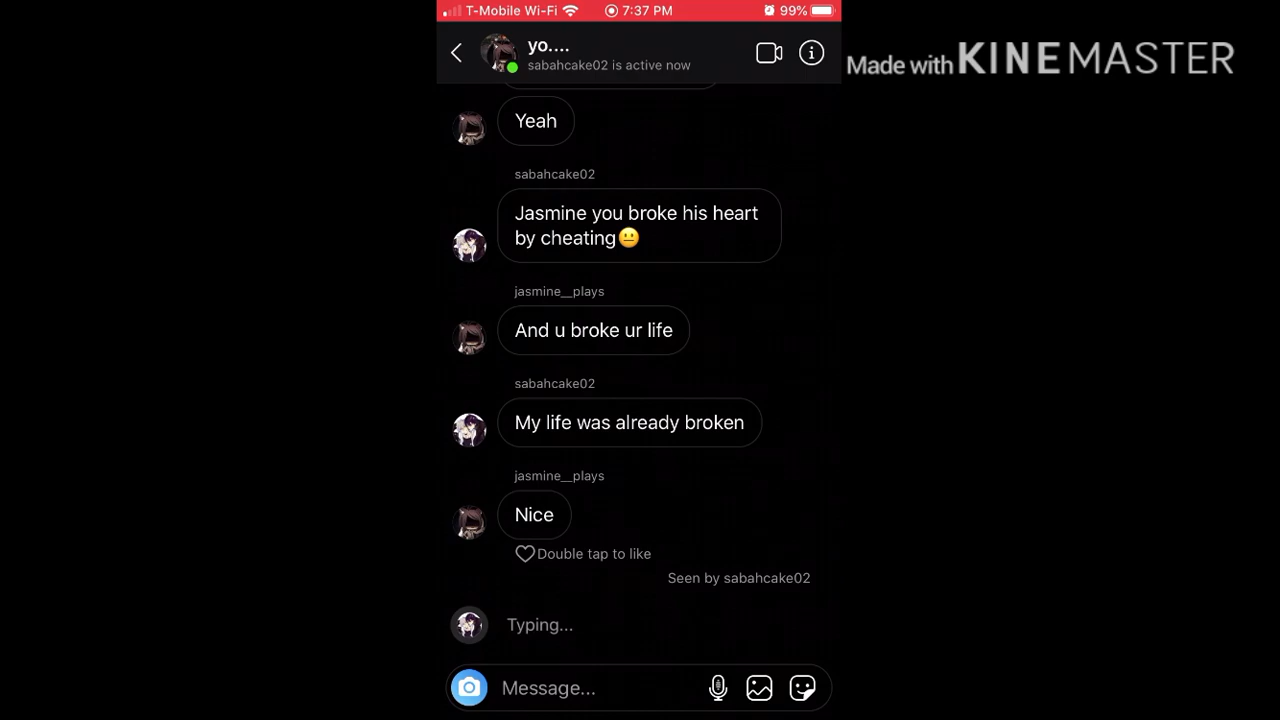 T-Mobile Wi-Fi 7:37 PM 99%
yo....
sabahcake02 is active now
Made with KINEMASTER
Yeah
sabahcake02
Jasmine you broke his heart
by cheating😐
jasmine__plays
And u broke ur life
sabahcake02
My life was already broken
jasmine__plays
Nice
Double tap to like
Seen by sabahcake02
Typing...
Message...